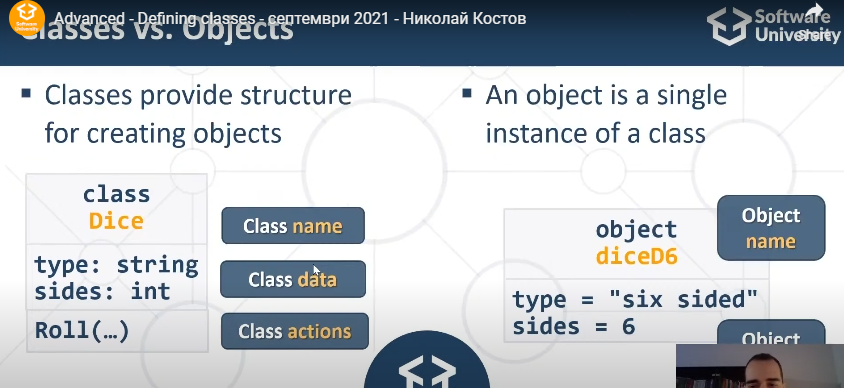 Advanced - Defining classes - септември 2021 - Николай Костов
Classes vs. Objects
Software
University
Share
Software
University
▪ Classes provide structure
for creating objects
class
Dice
type: string
sides: int
Roll(…)
Class name
Class data
Class actions
▪ An object is a single
instance of a class
object
diceD6
type = "six sided"
sides = 6
Object
name
Object